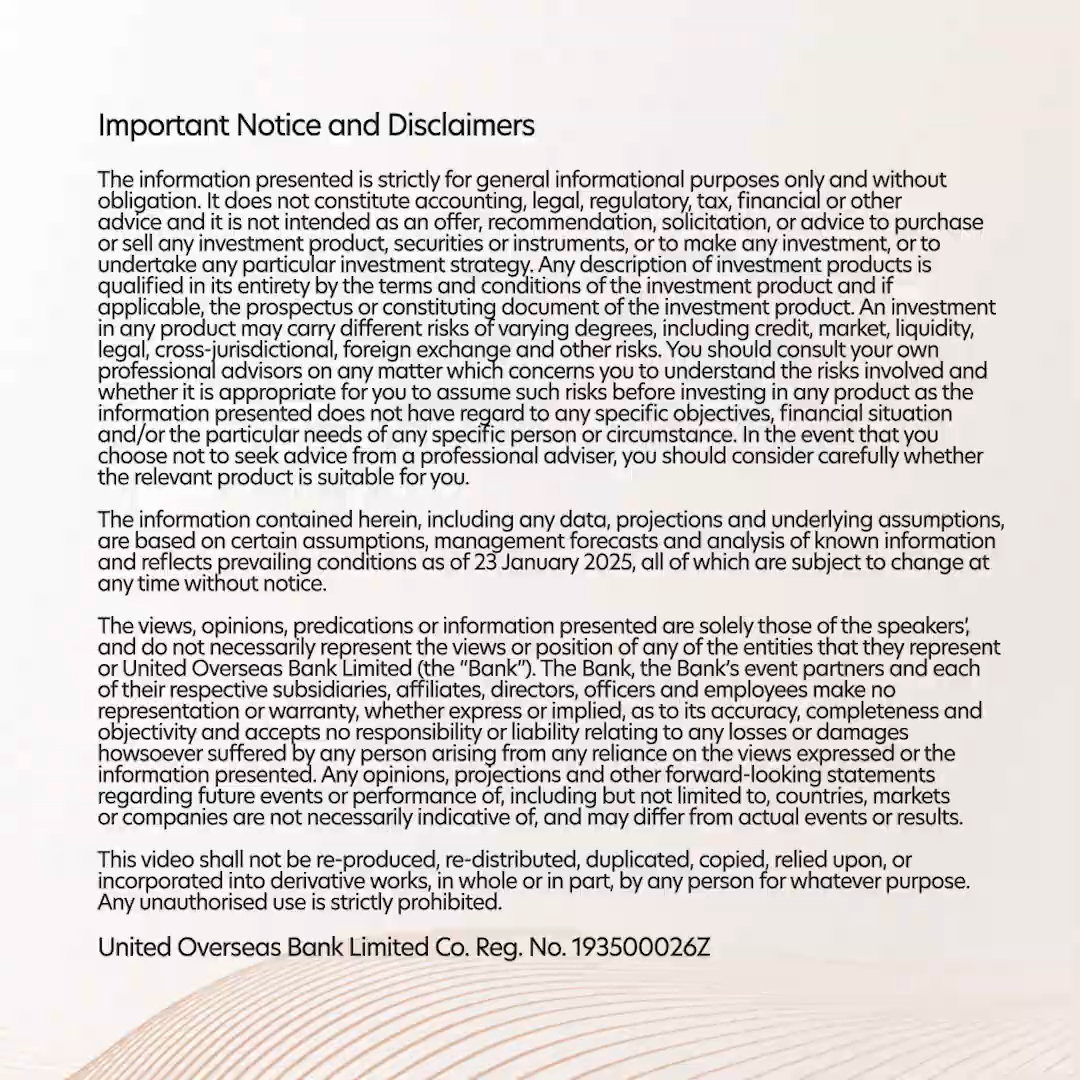 Important Notice and Disclaimers
The information presented is strictly for general informational purposes only and without
obligation. It does not constitute accounting, legal, regulatory, tax, financial or other
advice and it is not intended as an offer, recommendation, solicitation, or advice to purchase
or sell any investment product, securities or instruments, or to make any investment, or to
undertake any particular investment strategy. Any description of investment products is
qualified in its entirety by the terms and conditions of the investment product and if
applicable, the prospectus or constituting document of the investment product. An investment
in any product may carry different risks of varying degrees, including credit, market, liquidity,
legal, cross-jurisdictional, foreign exchange and other risks. You should consult your own
professional advisors on any matter which concerns you to understand the risks involved and
whether it is appropriate for you to assume such risks before investing in any product as the
information presented does not have regard to any specific objectives, financial situation
and/or the particular needs of any specific person or circumstance. In the event that you
choose not to seek advice from a professional adviser, you should consider carefully whether
the relevant product is suitable for you.
The information contained herein, including any data, projections and underlying assumptions,
are based on certain assumptions, management forecasts and analysis of known information
and reflects prevailing conditions as of 23 January 2025, all of which are subject to change at
any time without notice.
The views, opinions, predications or information presented are solely those of the speakers’,
and do not necessarily represent the views or position of any of the entities that they represent
or United Overseas Bank Limited (the “Bank”). The Bank, the Bank’s event partners and each
of their respective subsidiaries, affiliates, directors, officers and employees make no
representation or warranty, whether express or implied, as to its accuracy, completeness and
objectivity and accepts no responsibility or liability relating to any losses or damages
howsoever suffered by any person arising from any reliance on the views expressed or the
information presented. Any opinions, projections and other forward-looking statements
regarding future events or performance of, including but not limited to, countries, markets
or companies are not necessarily indicative of, and may differ from actual events or results.
This video shall not be re-produced, re-distributed, duplicated, copied, relied upon, or
incorporated into derivative works, in whole or in part, by any person for whatever purpose.
Any unauthorised use is strictly prohibited.
United Overseas Bank Limited Co. Reg. No. 193500026Z